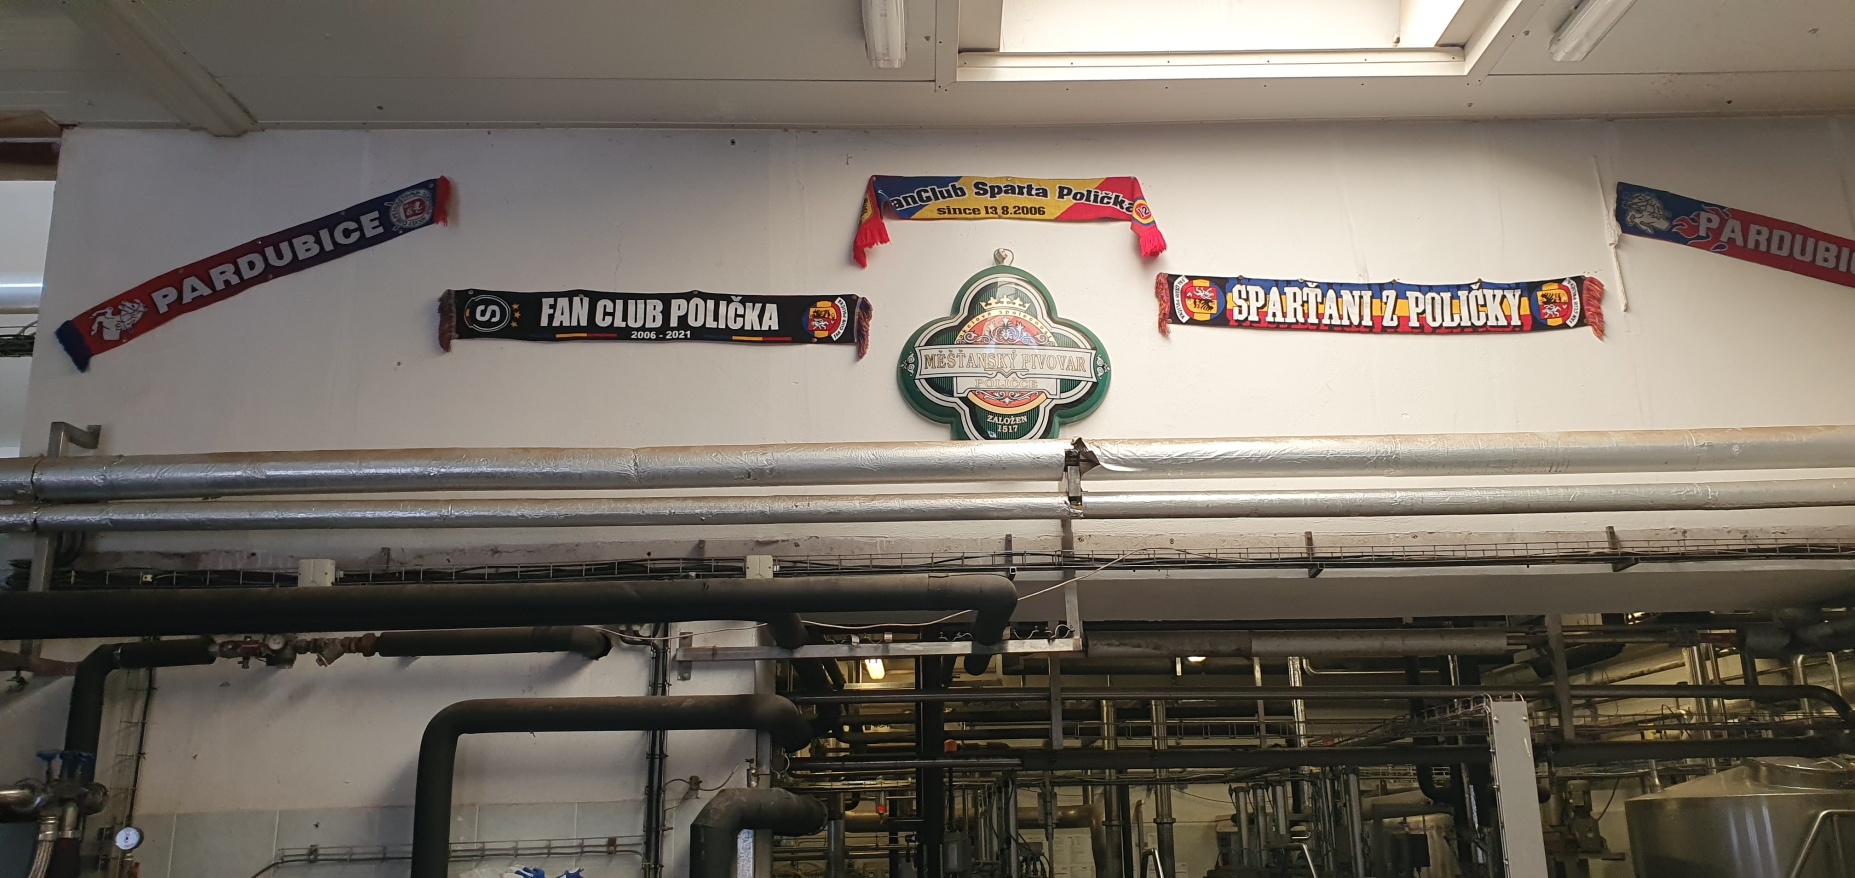 PARDUBICE
S
FAN CLUB POLIČKA
2006 - 2021
anClub Sparta Polička
since 13.8.2006
12
MĚŠŤANSKÝ PIVOVAR
POLIČCE
ZALOŽEN
1517
SPARŤANI Z POLIČKY
PARDUBIC